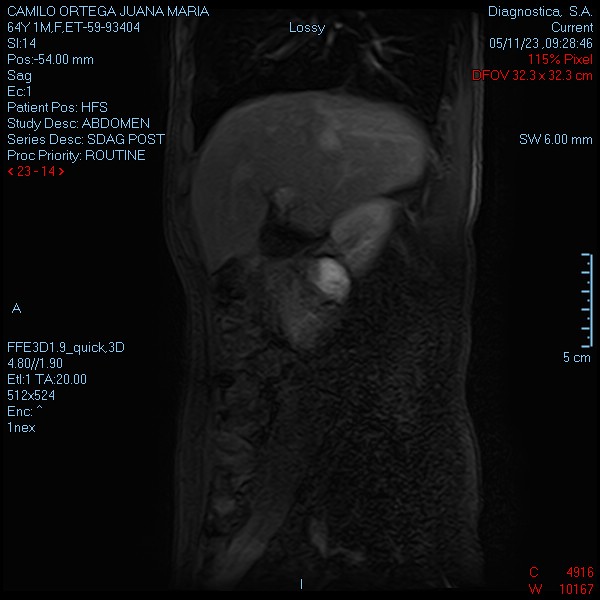 CAMILO ORTEGA JUANA MARIA
64Y 1M,F,ET-59-93404
Sl:14
Pos:-54.00 mm
Sag
Ec:1
Patient Pos: HFS
Study Desc: ABDOMEN
Series Desc: SDAG POST
Proc Priority: ROUTINE
< 23 - 14 >
Lossy
Diagnostica, S.A.
Current
05/11/23 ,09:28:46
115% Pixel
DFOV 32.3 x 32.3 cm
SW 6.00 mm
A
5 cm
FFE3D1.9_quick,3D
4.80//1.90
Etl:1 TA:20.00
512x524
Enc: ^
1nex
I
C 4916
W 10167